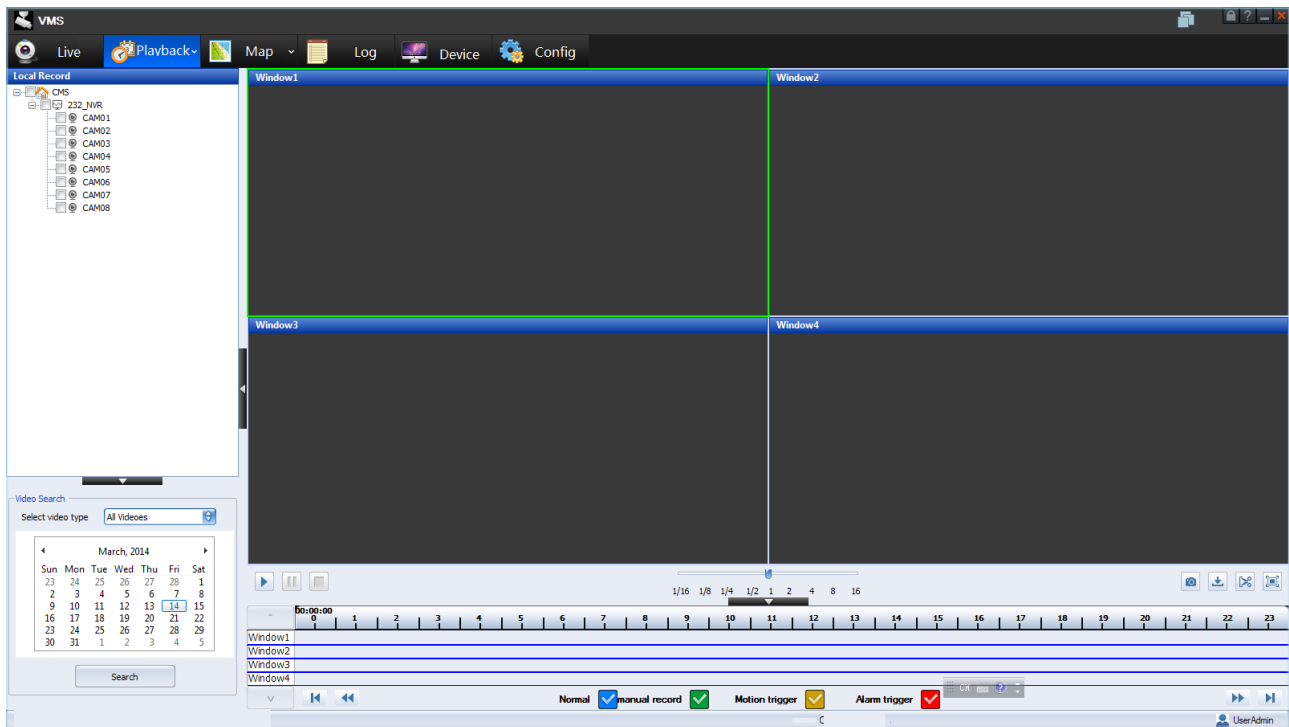 VMS
Live Playback Map Log Device Config
Local Record
CMS
232_NVR
CAM01
CAM02
CAM03
CAM04
CAM05
CAM06
CAM07
CAM08
Window1 Window2
Window3 Window4
Video Search
Select video type All Videoes
March, 2014
Sun Mon Tue Wed Thu Fri Sat
23 24 25 26 27 28 1
2 3 4 5 6 7 8
9 10 11 12 13 14 15
16 17 18 19 20 21 22
23 24 25 26 27 28 29
30 31 1 2 3 4 5
Search
1/16 1/8 1/4 1/2 1 2 4 8 16
00:00:00
0 1 2 3 4 5 6 7 8 9 10 11 12 13 14 15 16 17 18 19 20 21 22 23
Window1
Window2
Window3
Window4
Normal manual record Motion trigger Alarm trigger
CH
UserAdmin